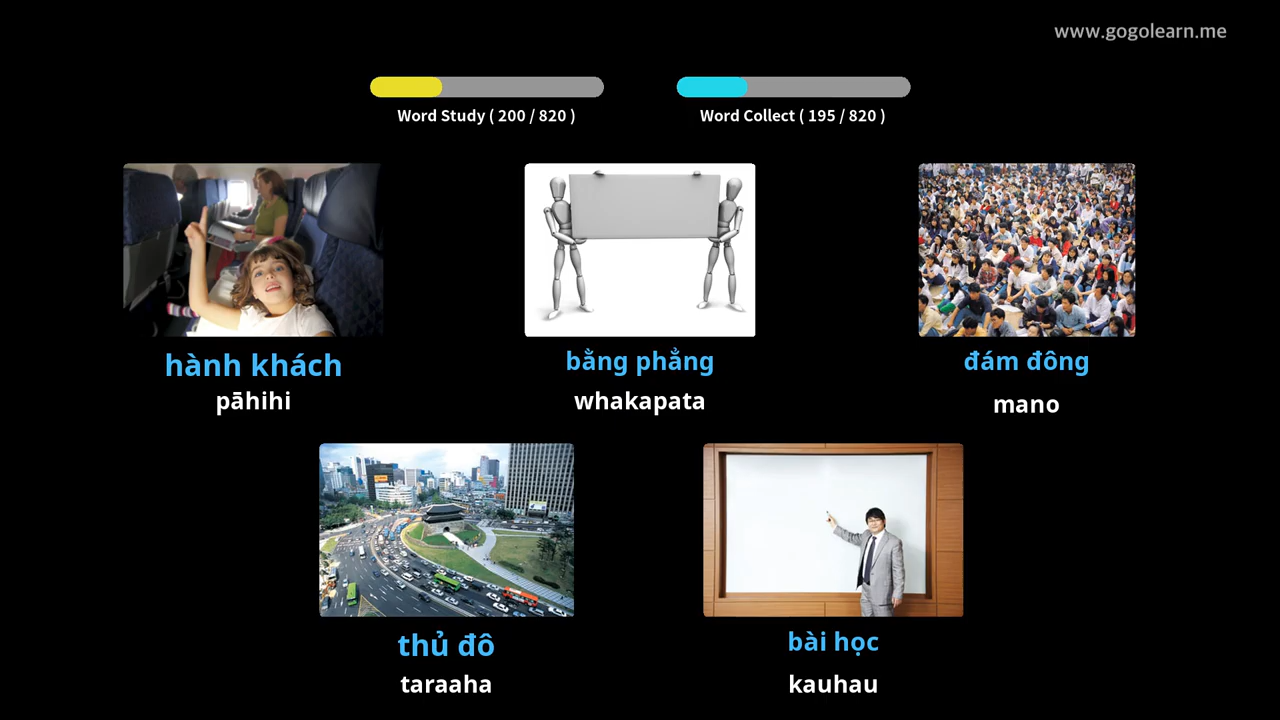 www.gogolearn.me
Word Study ( 200 / 820 )
Word Collect ( 195 / 820 )
hành khách
pāhihi
bằng phẳng
whakapata
đám đông
mano
thủ đô
taraaha
bài học
kauhau